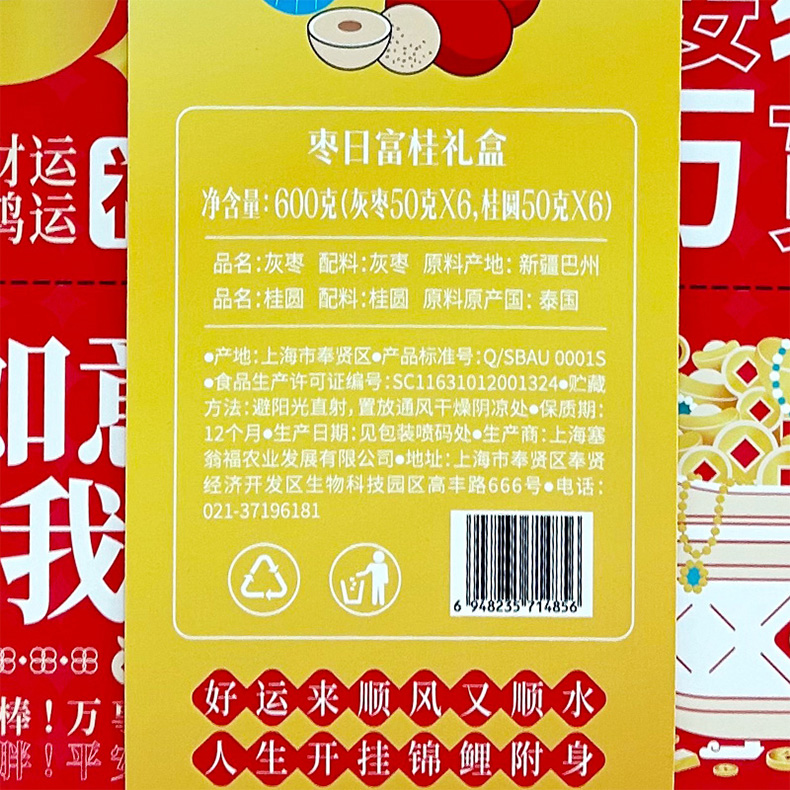 枣日富桂礼盒
净含量:600克(灰枣50克X6,桂圆50克X6)
品名:灰枣 配料:灰枣 原料产地:新疆巴州
品名:桂圆 配料:桂圆 原料原产国:泰国
●产地:上海市奉贤区●产品标准号:Q/SBAU 0001S
●食品生产许可证编号:SC11631012001324●贮藏
方法:避阳光直射,置放通风干燥阴凉处●保质期:
12个月●生产日期:见包装喷码处●生产商:上海塞
翁福农业发展有限公司●地址:上海市奉贤区奉贤
经济开发区生物科技园区高丰路666号●电话:
021-37196181
6 948235 714856
好运来顺风又顺水
人生开挂锦鲤附身
财运
鸿运
福
如意
我
棒!万事
万